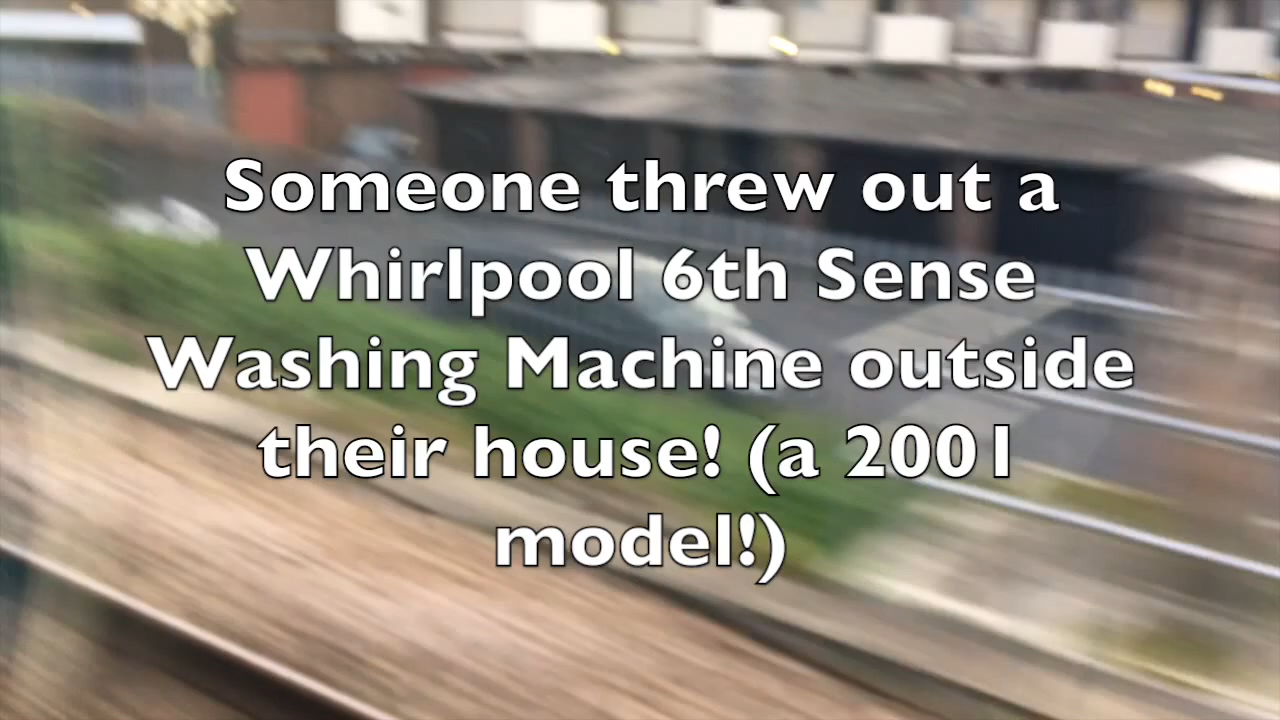 Someone threw out a
Whirlpool 6th Sense
Washing Machine outside
their house! (a 2001
model!)